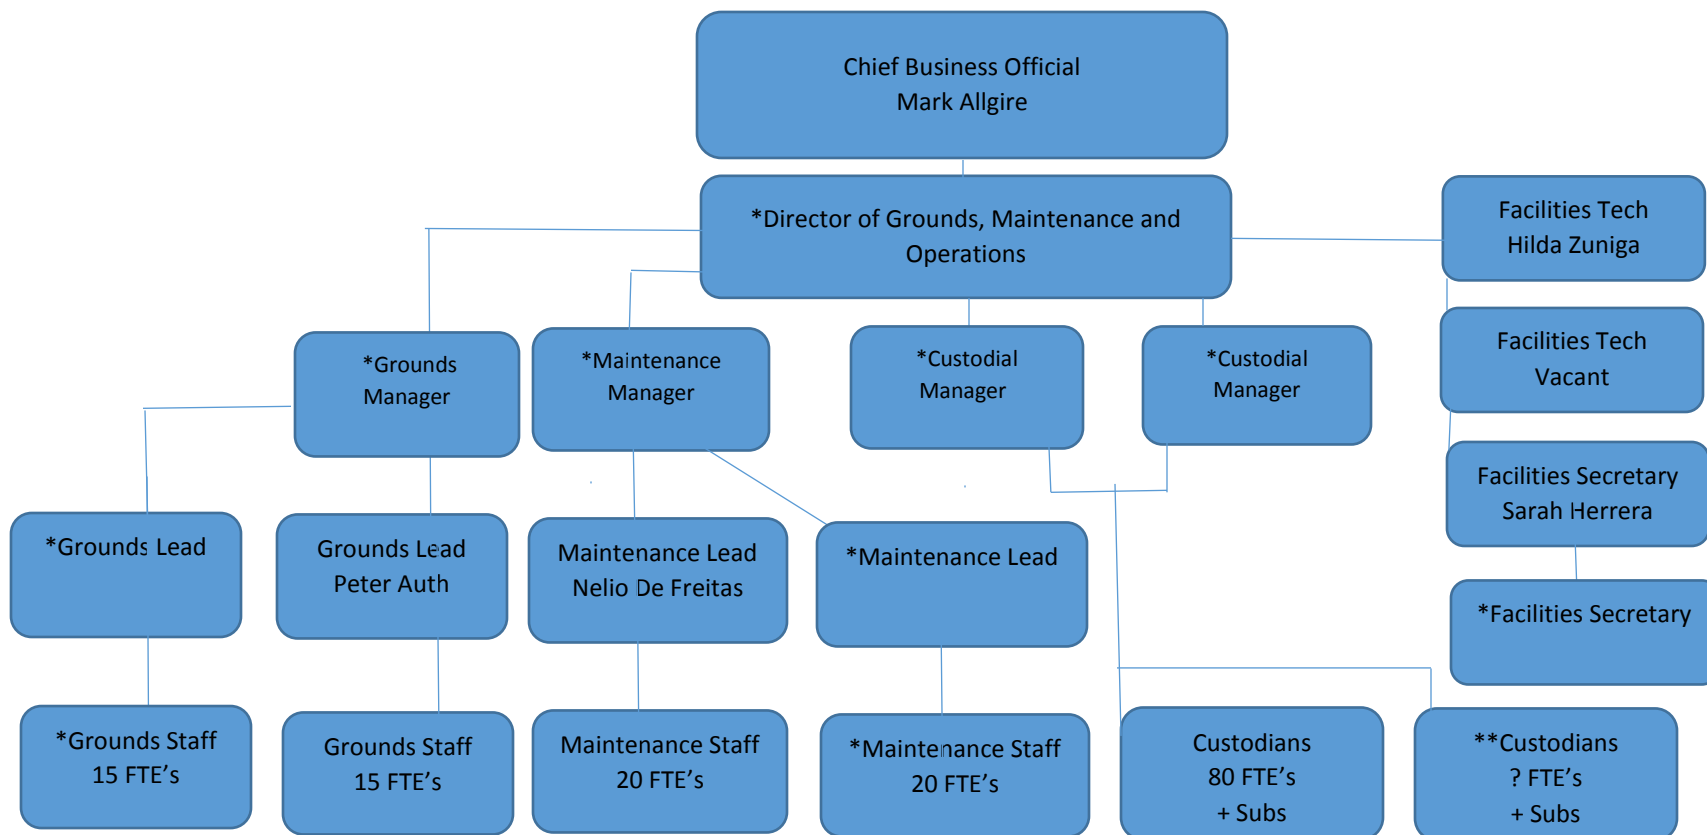 Chief Business Official
Mark Allgire
*Director of Grounds, Maintenance and
Operations
Facilities Tech
Hilda Zuniga
Facilities Tech
Vacant
*Grounds
Manager
*Maintenance
Manager
*Custodial
Manager
*Custodial
Manager
Facilities Secretary
Sarah Herrera
*Grounds Lead
Grounds Lead
Peter Auth
Maintenance Lead
Nelio De Freitas
*Maintenance Lead
*Facilities Secretary
*Grounds Staff
15 FTE’s
Grounds Staff
15 FTE’s
Maintenance Staff
20 FTE’s
*Maintenance Staff
20 FTE’s
Custodians
80 FTE’s
+ Subs
**Custodians
? FTE’s
+ Subs